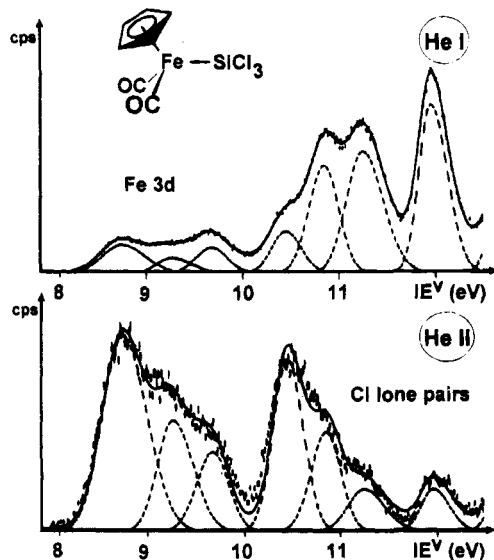 cps
He I
Fe
SiCl3
OC
OC
Fe 3d
8 9 10 11 IEV (eV)
cps
He II
Cl lone pairs
8 9 10 11 IEV (eV)